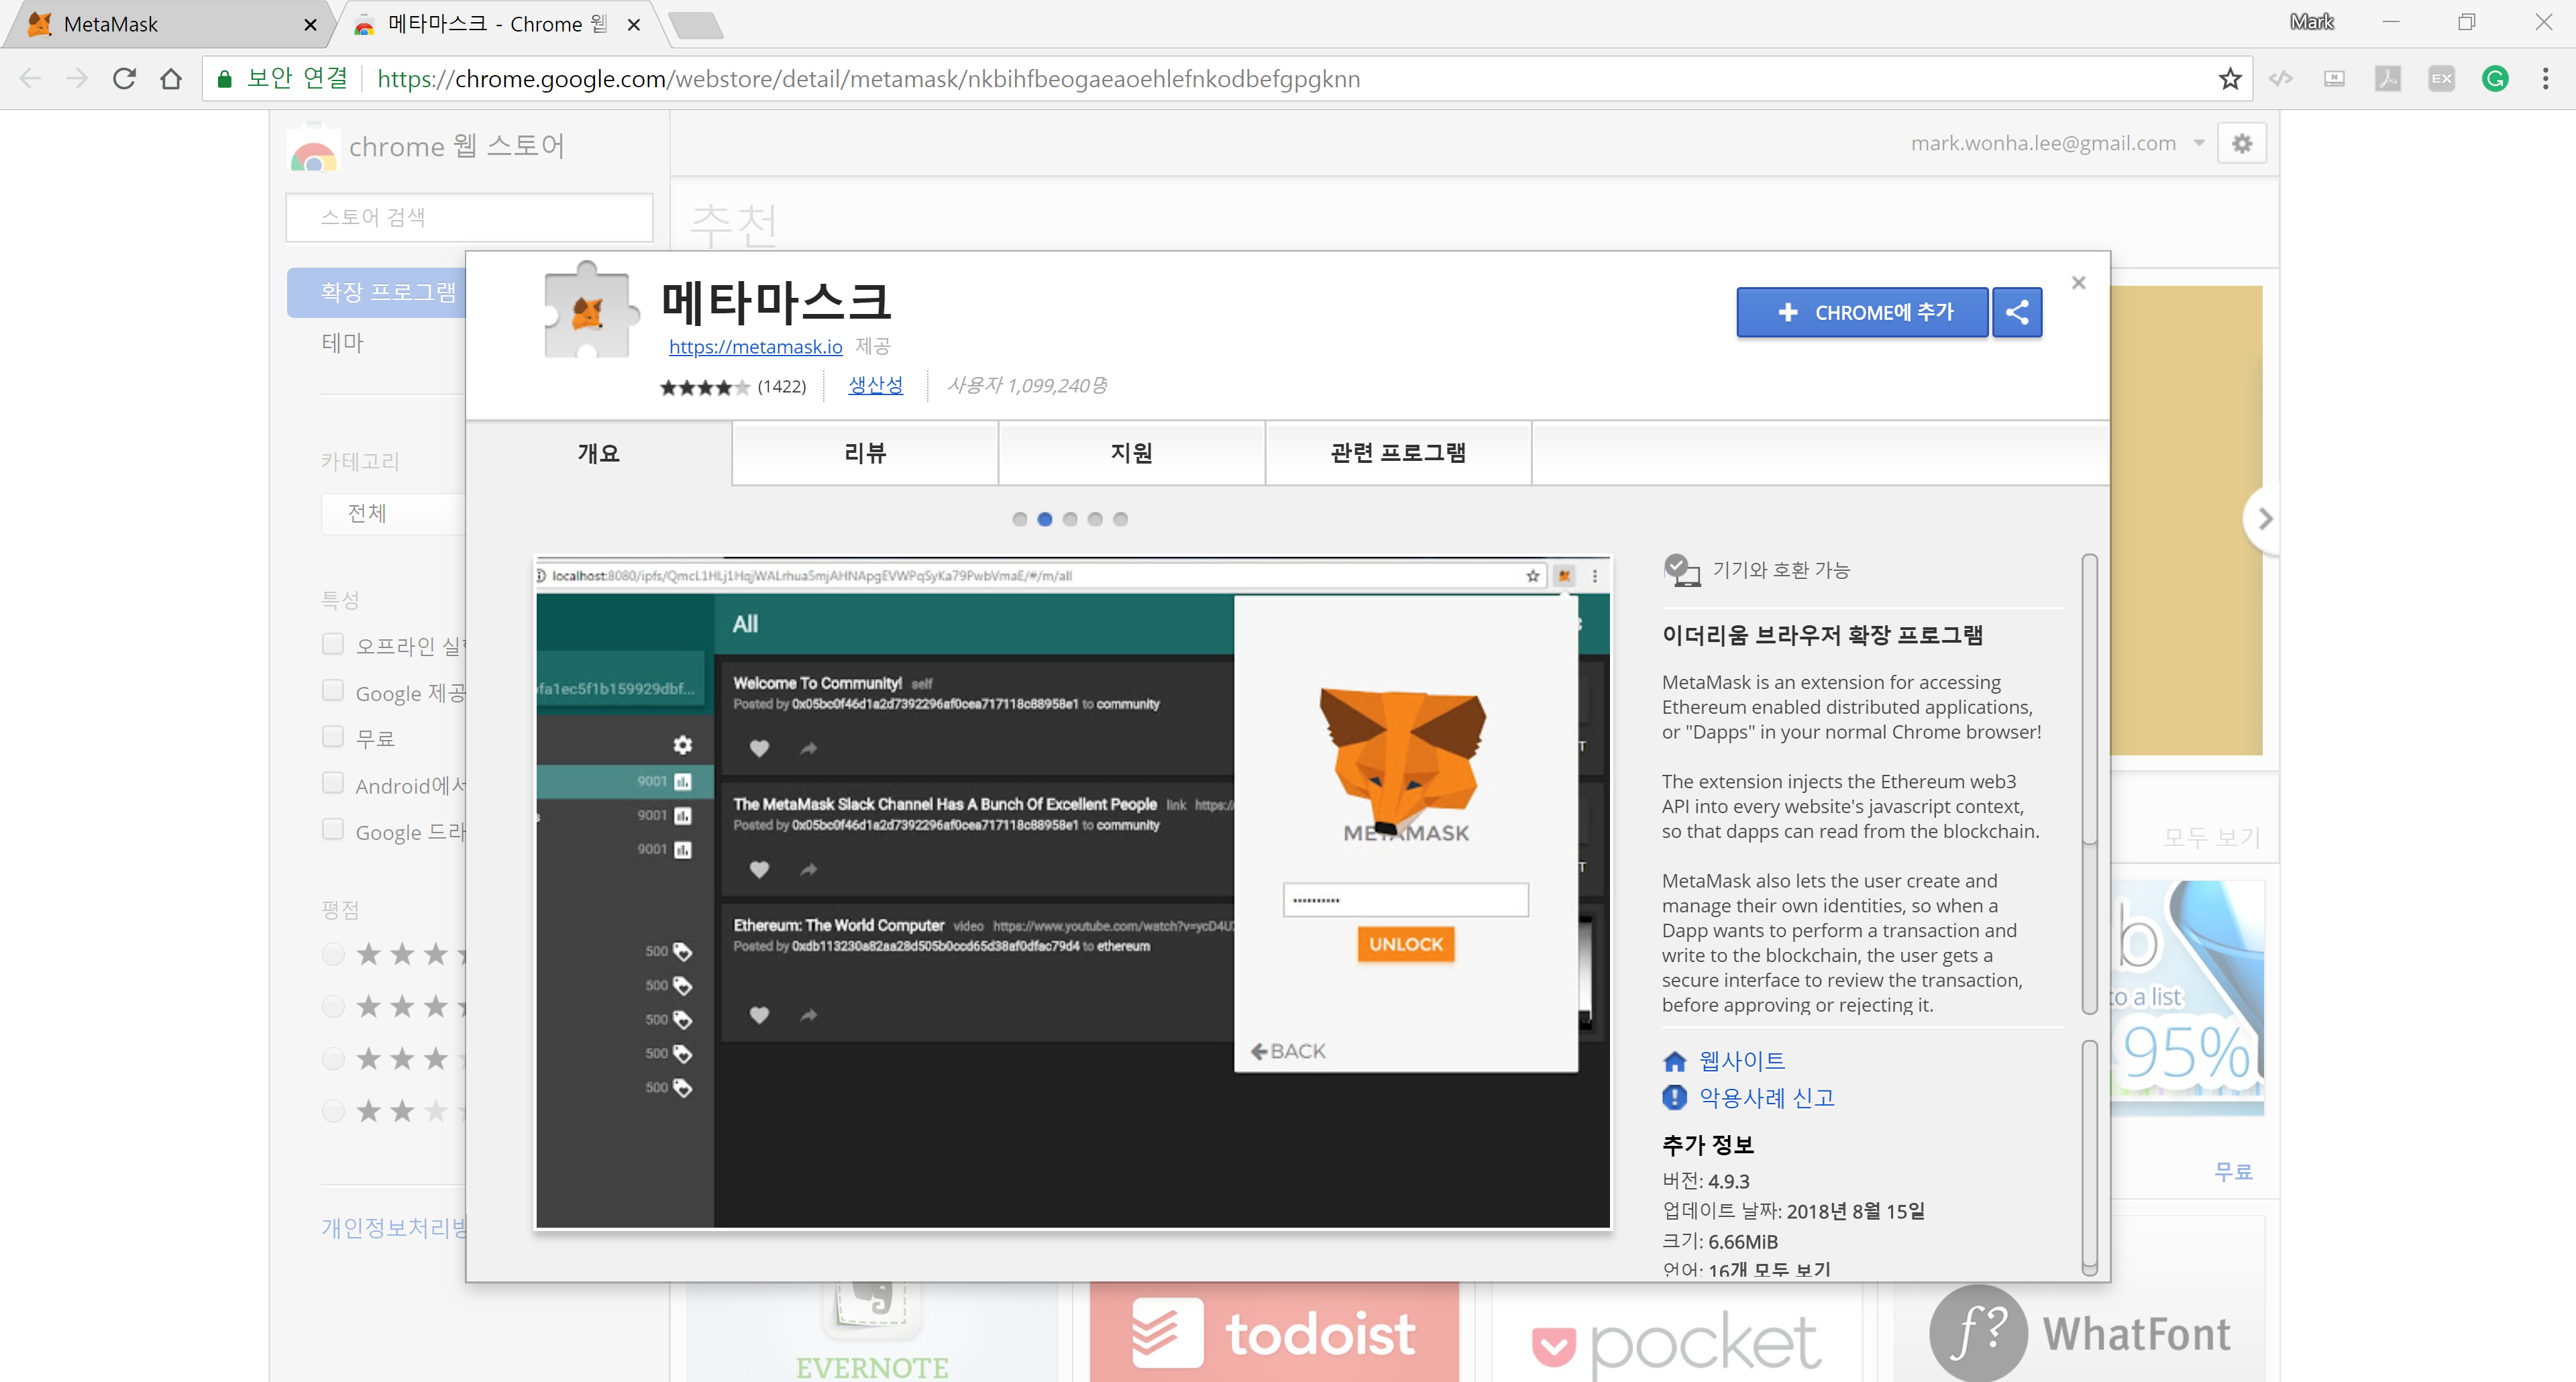 MetaMask
메타마스크 - Chrome 웹
Mark
보안 연결
https://chrome.google.com/webstore/detail/metamask/nkbihfbeogaeaoehlefnkodbefgpgknn
EX
chrome 웹 스토어
mark.wonha.lee@gmail.com
스토어 검색
추천
확장 프로그램
테마
카테고리
전체
특성
오프라인
Google 제공
무료
Android에서
Google 드라
평점
개인정보처리방
메타마스크
https://metamask.io 제공
(1422)
생산성
사용자 1,099,240명
+ CHROME에 추가
개요
리뷰
지원
관련 프로그램
localhost:8080/ipfs/QmcL1HLj1HqjWALrhuaSmjAHNApgEVWPqSyKa79PwbVmaE/#/m/all
All
fa1ec5f1b159929dbf...
9001
9001
9001
500
500
500
500
500
Welcome To Community! self
Posted by 0x05bc0f46d1a2d7392296af0cea717118c88958e1 to community
The MetaMask Slack Channel Has A Bunch Of Excellent People link https:/
Posted by 0x05bc0f46d1a2d7392296af0cea717118c88958e1 to community
Ethereum: The World Computer video https://www.youtube.com/watch?v=ycD4U
Posted by 0xdb113230a82aa28d505b0ccd65d38af0dfac79d4 to ethereum
METAMASK
UNLOCK
BACK
기기와 호환 가능
이더리움 브라우저 확장 프로그램
MetaMask is an extension for accessing
Ethereum enabled distributed applications,
or "Dapps" in your normal Chrome browser!
The extension injects the Ethereum web3
API into every website's javascript context,
so that dapps can read from the blockchain.
MetaMask also lets the user create and
manage their own identities, so when a
Dapp wants to perform a transaction and
write to the blockchain, the user gets a
secure interface to review the transaction,
before approving or rejecting it.
웹사이트
악용사례 신고
추가 정보
버전: 4.9.3
업데이트 날짜: 2018년 8월 15일
크기: 6.66MiB
언어: 16개 모두 보기
모두 보기
b
to a list
95%
무료
EVERNOTE
todoist
pocket
f?
WhatFont